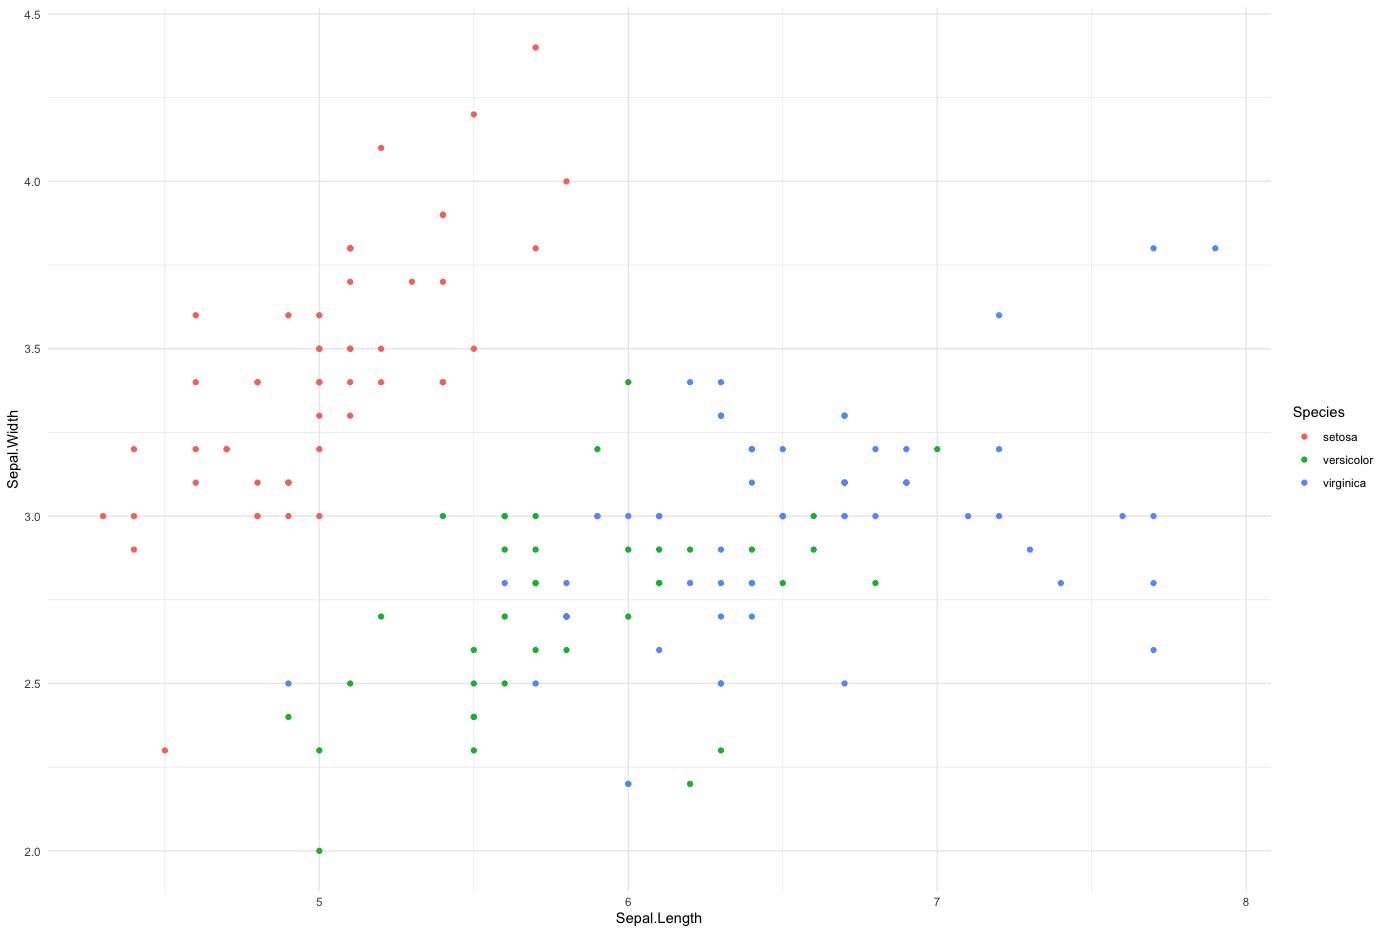 4.5
4.0
3.5
3.0
2.5
2.0
Sepal.Width
5 6 7 8
Sepal.Length
Species
setosa
versicolor
virginica